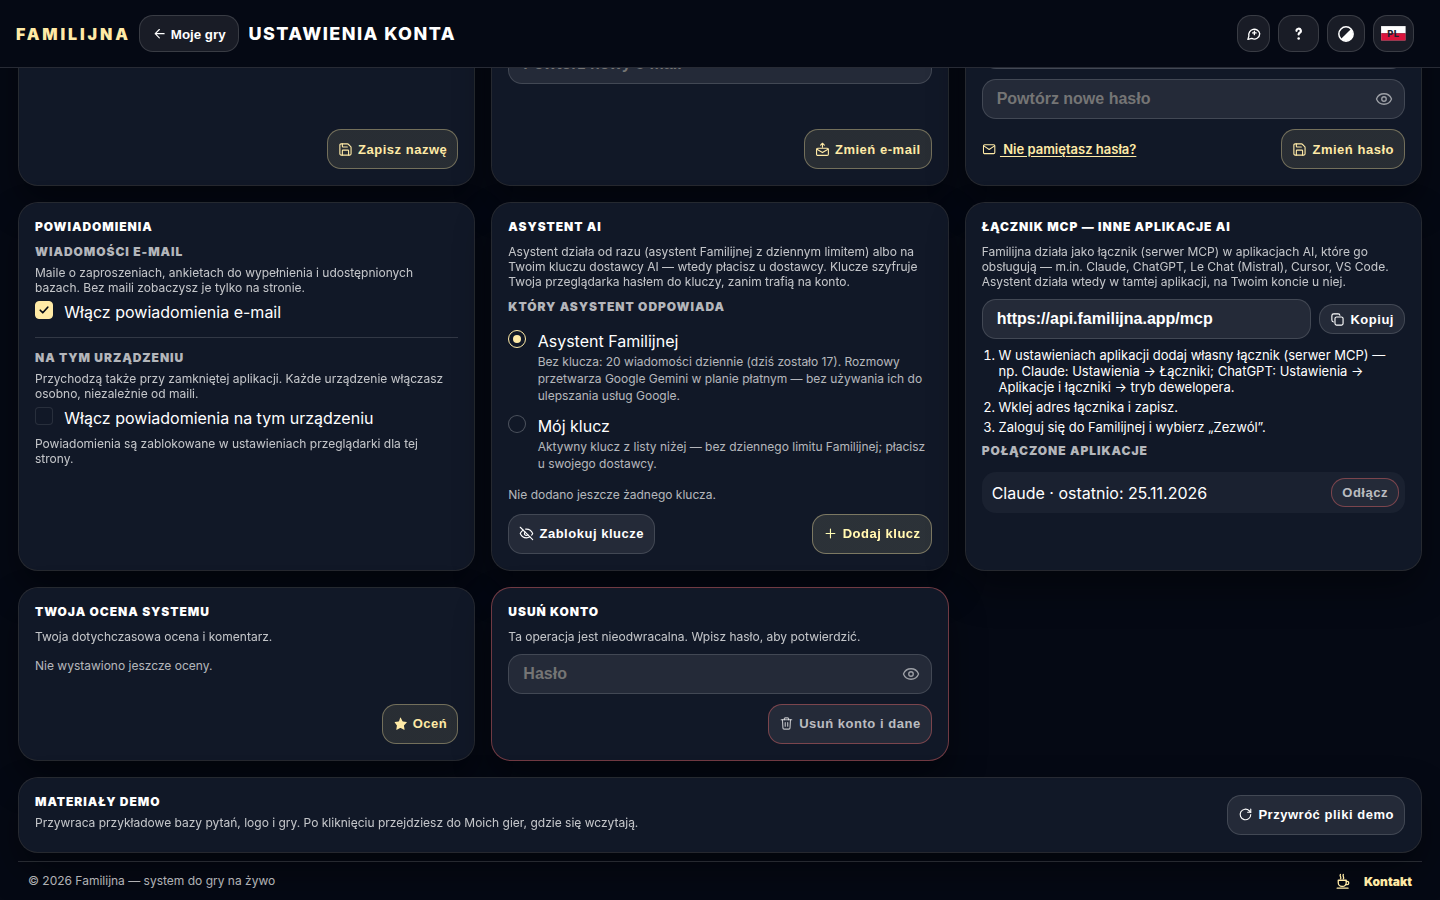 FAMILIJNA
Moje gry
USTAWIENIA KONTA
?
PL
Powtórz nowe hasło
Zapisz nazwę
Zmień e-mail
Nie pamiętasz hasła?
Zmień hasło
POWIADOMIENIA
WIADOMOŚCI E-MAIL
Maile o zaproszeniach, ankietach do wypełnienia i udostępnionych
bazach. Bez maili zobaczysz je tylko na stronie.
Włącz powiadomienia e-mail
NA TYM URZĄDZENIU
Przychodzą także przy zamkniętej aplikacji. Każde urządzenie włączasz
osobno, niezależnie od maili.
Włącz powiadomienia na tym urządzeniu
Powiadomienia są zablokowane w ustawieniach przeglądarki dla tej
strony.
ASYSTENT AI
Asystent działa od razu (asystent Familijnej z dziennym limitem) albo na
Twoim kluczu dostawcy AI — wtedy płacisz u dostawcy. Klucze szyfruje
Twoja przeglądarka hasłem do kluczy, zanim trafią na konto.
KTÓRY ASYSTENT ODPOWIADA
Asystent Familijnej
Bez klucza: 20 wiadomości dziennie (dziś zostało 17). Rozmowy
przetwarza Google Gemini w planie płatnym — bez używania ich do
ulepszania usług Google.
Mój klucz
Aktywny klucz z listy niżej — bez dziennego limitu Familijnej; płacisz
u swojego dostawcy.
Nie dodano jeszcze żadnego klucza.
Zablokuj klucze
Dodaj klucz
ŁĄCZNIK MCP — INNE APLIKACJE AI
Familijna działa jako łącznik (serwer MCP) w aplikacjach AI, które go
obsługują — m.in. Claude, ChatGPT, Le Chat (Mistral), Cursor, VS Code.
Asystent działa wtedy w tamtej aplikacji, na Twoim koncie u niej.
https://api.familijna.app/mcp
Kopiuj
1. W ustawieniach aplikacji dodaj własny łącznik (serwer MCP) —
np. Claude: Ustawienia → Łączniki; ChatGPT: Ustawienia →
Aplikacje i łączniki → tryb dewelopera.
2. Wklej adres łącznika i zapisz.
3. Zaloguj się do Familijnej i wybierz „Zezwól”.
POŁĄCZONE APLIKACJE
Claude · ostatnio: 25.11.2026
Odłącz
TWOJA OCENA SYSTEMU
Twoja dotychczasowa ocena i komentarz.
Nie wystawiono jeszcze oceny.
Oceń
USUŃ KONTO
Ta operacja jest nieodwracalna. Wpisz hasło, aby potwierdzić.
Hasło
Usuń konto i dane
MATERIAŁY DEMO
Przywraca przykładowe bazy pytań, logo i gry. Po kliknięciu przejdziesz do Moich gier, gdzie się wczytają.
Przywróć pliki demo
© 2026 Familijna — system do gry na żywo
Kontakt